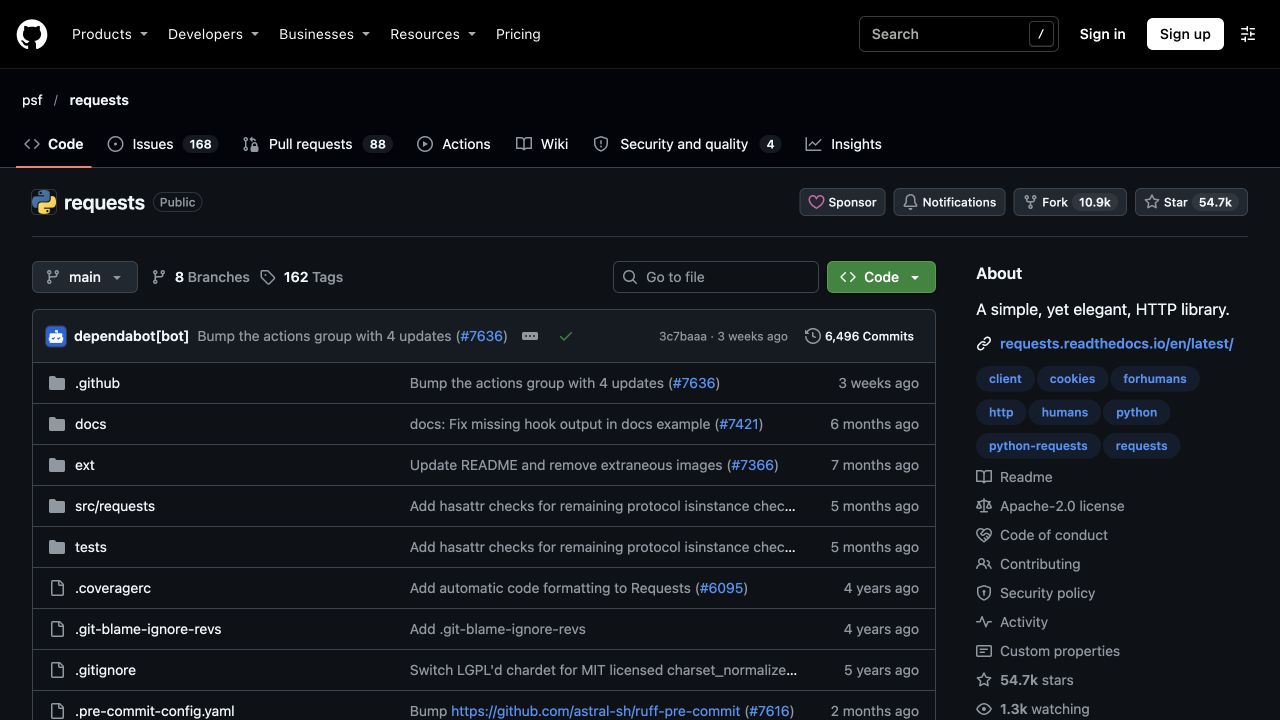 Products Developers Businesses Resources Pricing Search / Sign in Sign up
psf / requests
Code Issues 168 Pull requests 88 Actions Wiki Security and quality 4 Insights
requests Public Sponsor Notifications Fork 10.9k Star 54.7k
main 8 Branches 162 Tags Go to file Code
dependabot[bot] Bump the actions group with 4 updates (#7636) 3c7baaa · 3 weeks ago 6,496 Commits
.github Bump the actions group with 4 updates (#7636) 3 weeks ago
docs docs: Fix missing hook output in docs example (#7421) 6 months ago
ext Update README and remove extraneous images (#7366) 7 months ago
src/requests Add hasattr checks for remaining protocol isinstance chec... 5 months ago
tests Add hasattr checks for remaining protocol isinstance chec... 5 months ago
.coveragerc Add automatic code formatting to Requests (#6095) 4 years ago
.git-blame-ignore-revs Add .git-blame-ignore-revs 4 years ago
.gitignore Switch LGPL'd chardet for MIT licensed charset_normalize... 5 years ago
.pre-commit-config.yaml Bump https://github.com/astral-sh/ruff-pre-commit (#7616) 2 months ago
About
A simple, yet elegant, HTTP library.
requests.readthedocs.io/en/latest/
client cookies forhumans
http humans python
python-requests requests
Readme
Apache-2.0 license
Code of conduct
Contributing
Security policy
Activity
Custom properties
54.7k stars
1.3k watching